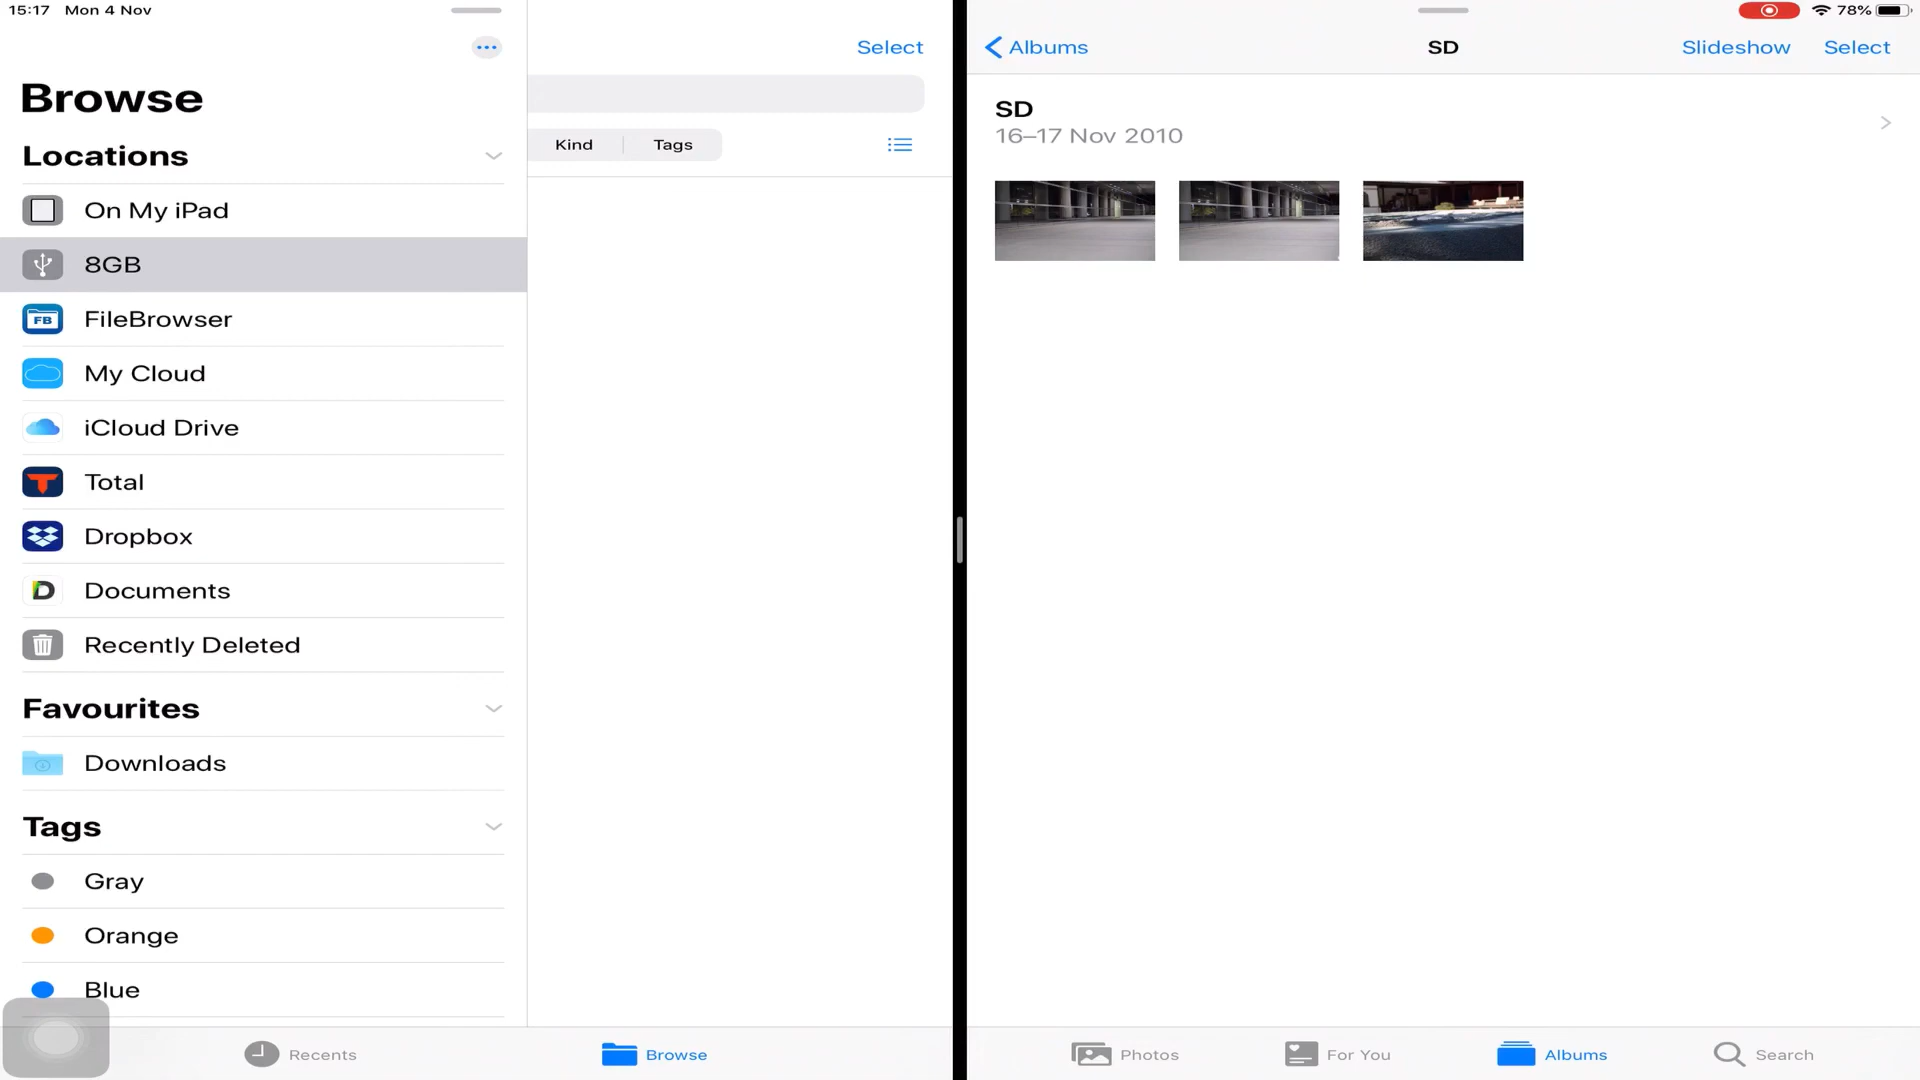 15:17 Mon 4 Nov
Browse
Locations
On My iPad
8GB
FB
FileBrowser
My Cloud
iCloud Drive
Total
Dropbox
D
Documents
Recently Deleted
Favourites
Downloads
Tags
Gray
Orange
Blue
Select
Kind
Tags
Recents
Browse
78%
Albums
SD
Slideshow
Select
SD
16–17 Nov 2010
Photos
For You
Albums
Search